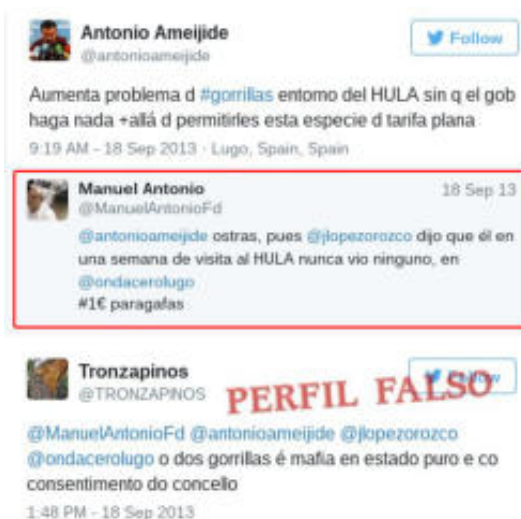 Antonio Ameijide
Follow
@antonioameijide
Aumenta problema d #gorrillas entorno del HULA sin q el gob
haga nada +allá d permitirles esta especie d tarifa plana
9:19 AM - 18 Sep 2013 · Lugo, Spain, Spain
Manuel Antonio
18 Sep 13
@ManuelAntonioFd
@antonioameijide ostras, pues @jlopezorozco dijo que él en
una semana de visita al HULA nunca vio ninguno, en
@ondacerolugo
#1€ paragafas
Tronzapinos
Follow
@TRONZAPINOS
PERFIL FALSO
@ManuelAntonioFd @antonioameijide @jlopezorozco
@ondacerolugo o dos gorrillas é mafia en estado puro e co
consentimento do concello
1:48 PM - 18 Sep 2013